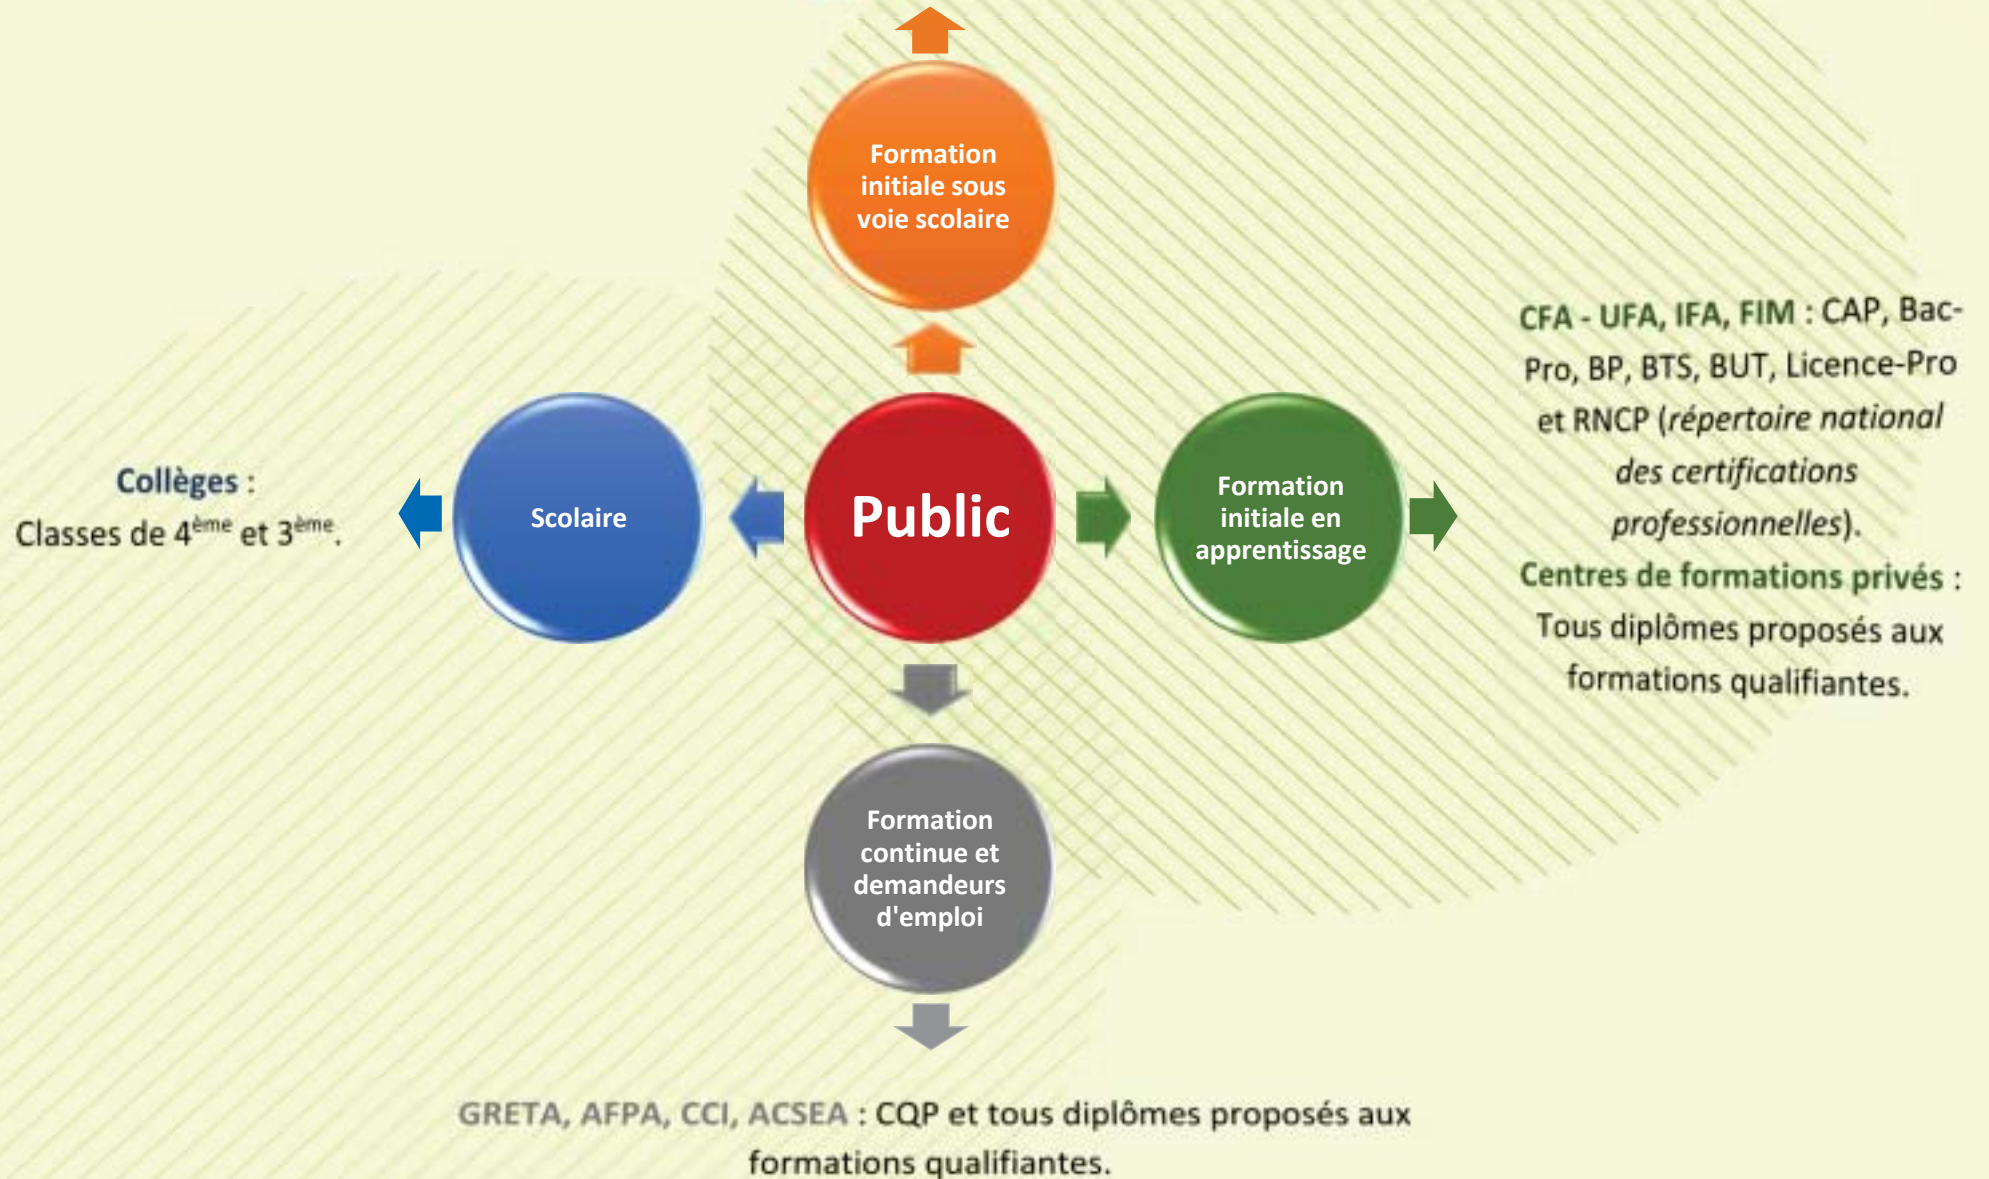 Formation
initiale sous
voie scolaire
Collèges :
Classes de 4ème et 3ème.
Scolaire
Public
Formation
initiale en
apprentissage
CFA - UFA, IFA, FIM : CAP, Bac-
Pro, BP, BTS, BUT, Licence-Pro
et RNCP (répertoire national
des certifications
professionnelles).
Centres de formations privés :
Tous diplômes proposés aux
formations qualifiantes.
Formation
continue et
demandeurs
d'emploi
GRETA, AFPA, CCI, ACSEA : CQP et tous diplômes proposés aux
formations qualifiantes.